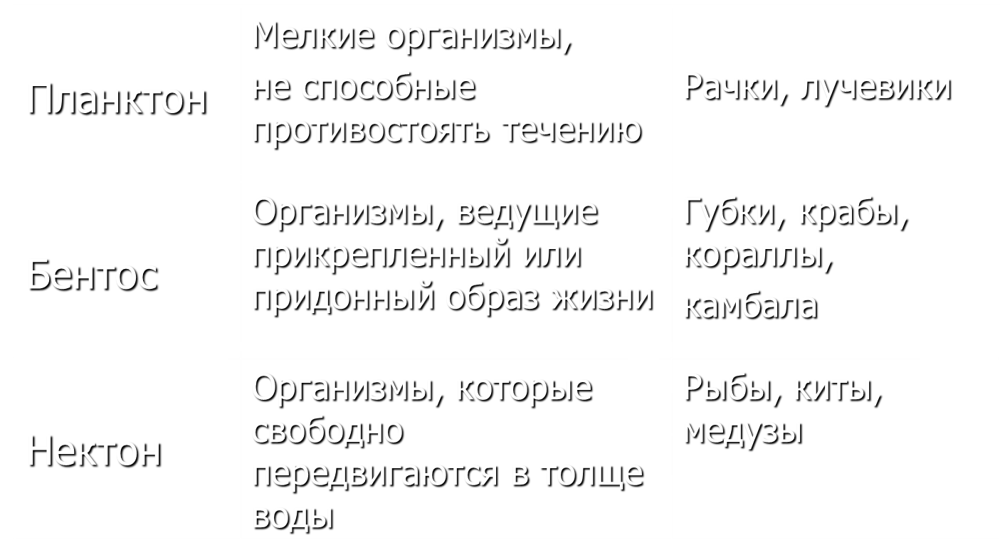 Планктон
Мелкие организмы,
не способные
противостоять течению
Рачки, лучевики
Бентос
Организмы, ведущие
прикрепленный или
придонный образ жизни
Губки, крабы,
кораллы,
камбала
Нектон
Организмы, которые
свободно
передвигаются в толще
воды
Рыбы, киты,
медузы